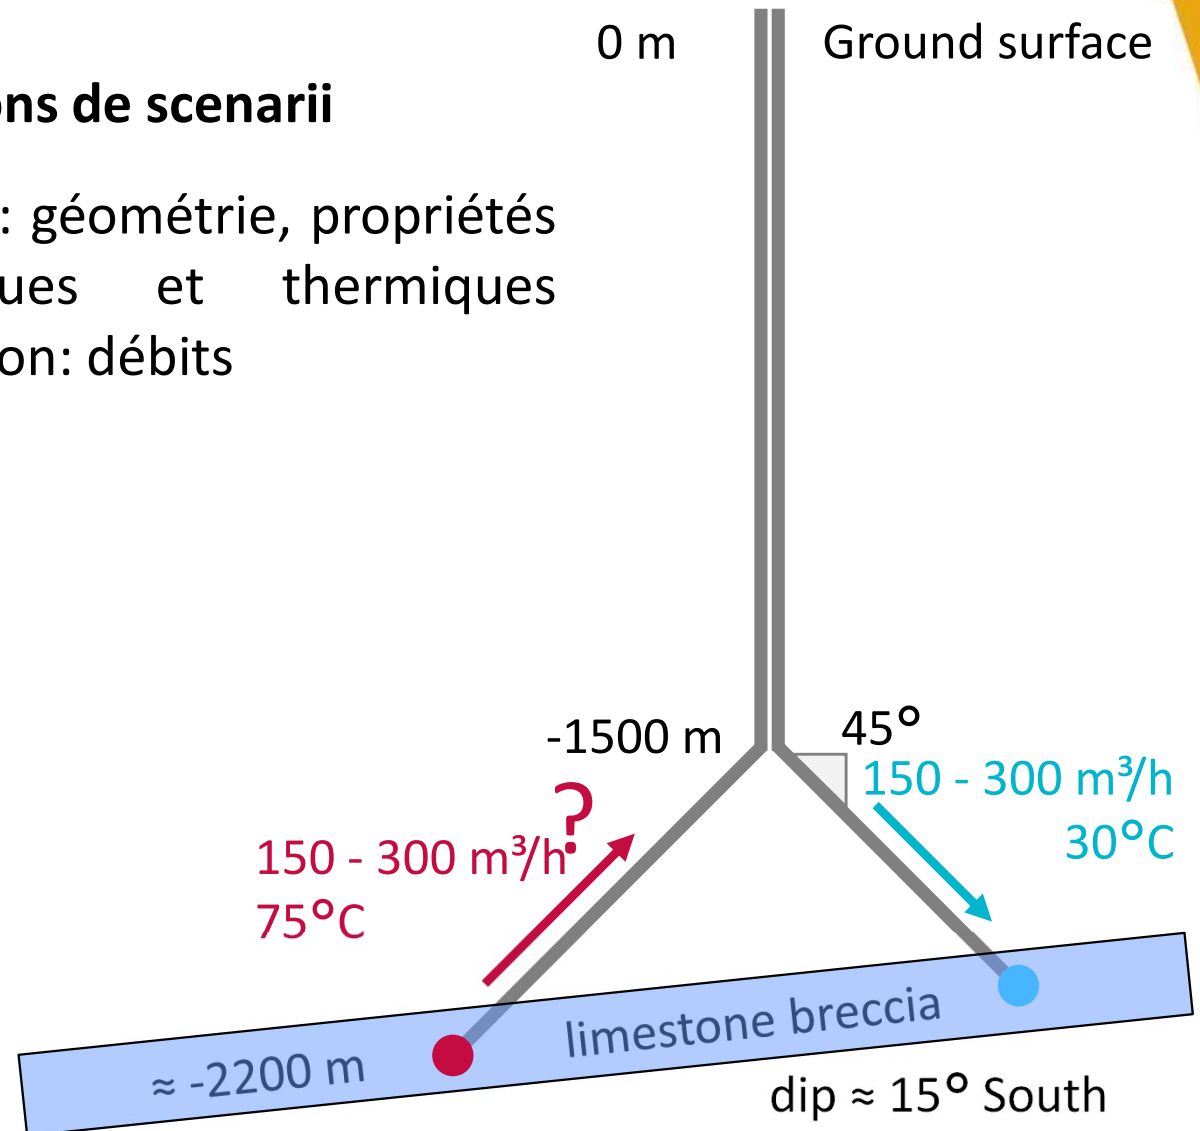 0 m
Ground surface
ons de scenarii
: géométrie, propriétés
ues et thermiques
on: débits
-1500 m
45°
150 - 300 m³/h
30°C
?
150 - 300 m³/h
75°C
limestone breccia
≈ -2200 m
dip ≈ 15° South